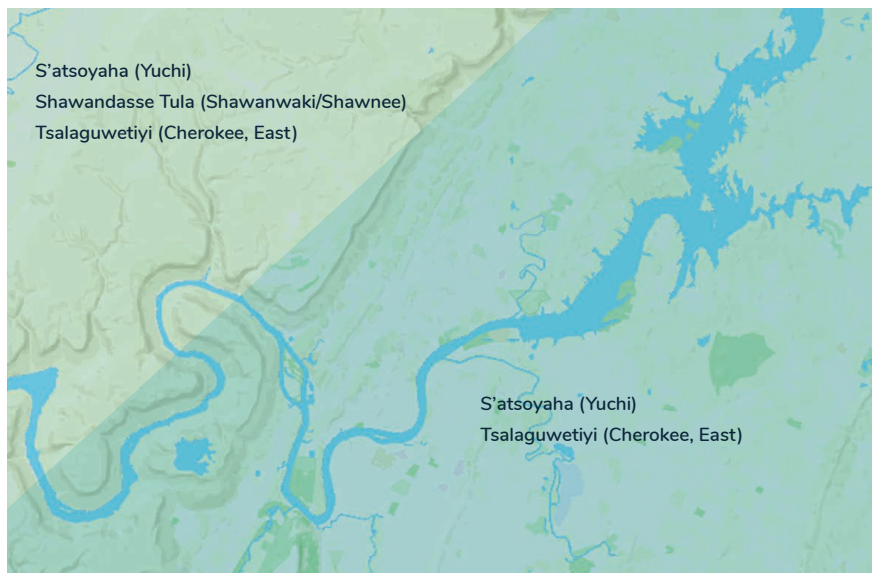 S’atsoyaha (Yuchi)
Shawandasse Tula (Shawanwaki/Shawnee)
Tsalaguwetiyi (Cherokee, East)
S’atsoyaha (Yuchi)
Tsalaguwetiyi (Cherokee, East)